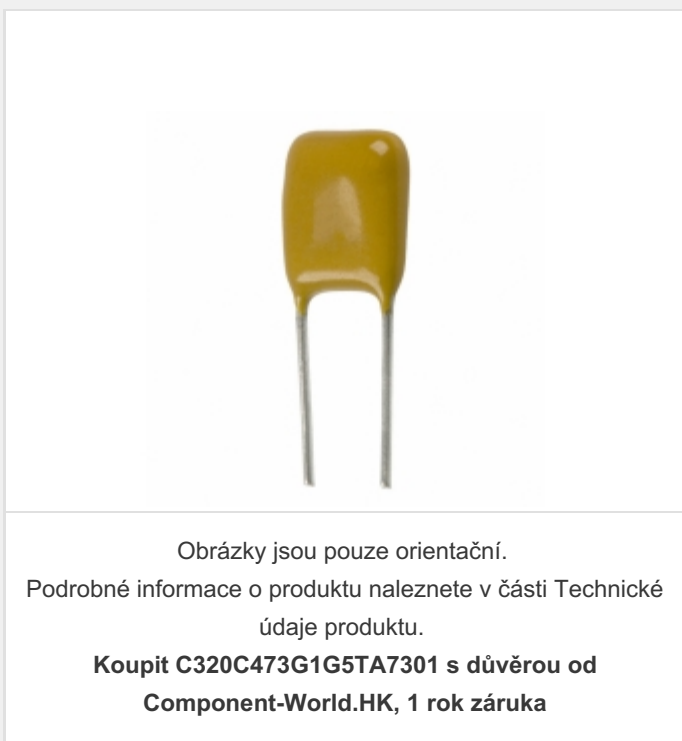 Obrázky jsou pouze orientační.
Podrobné informace o produktu naleznete v části Technické
údaje produktu.
Koupit C320C473G1G5TA7301 s důvěrou od
Component-World.HK, 1 rok záruka